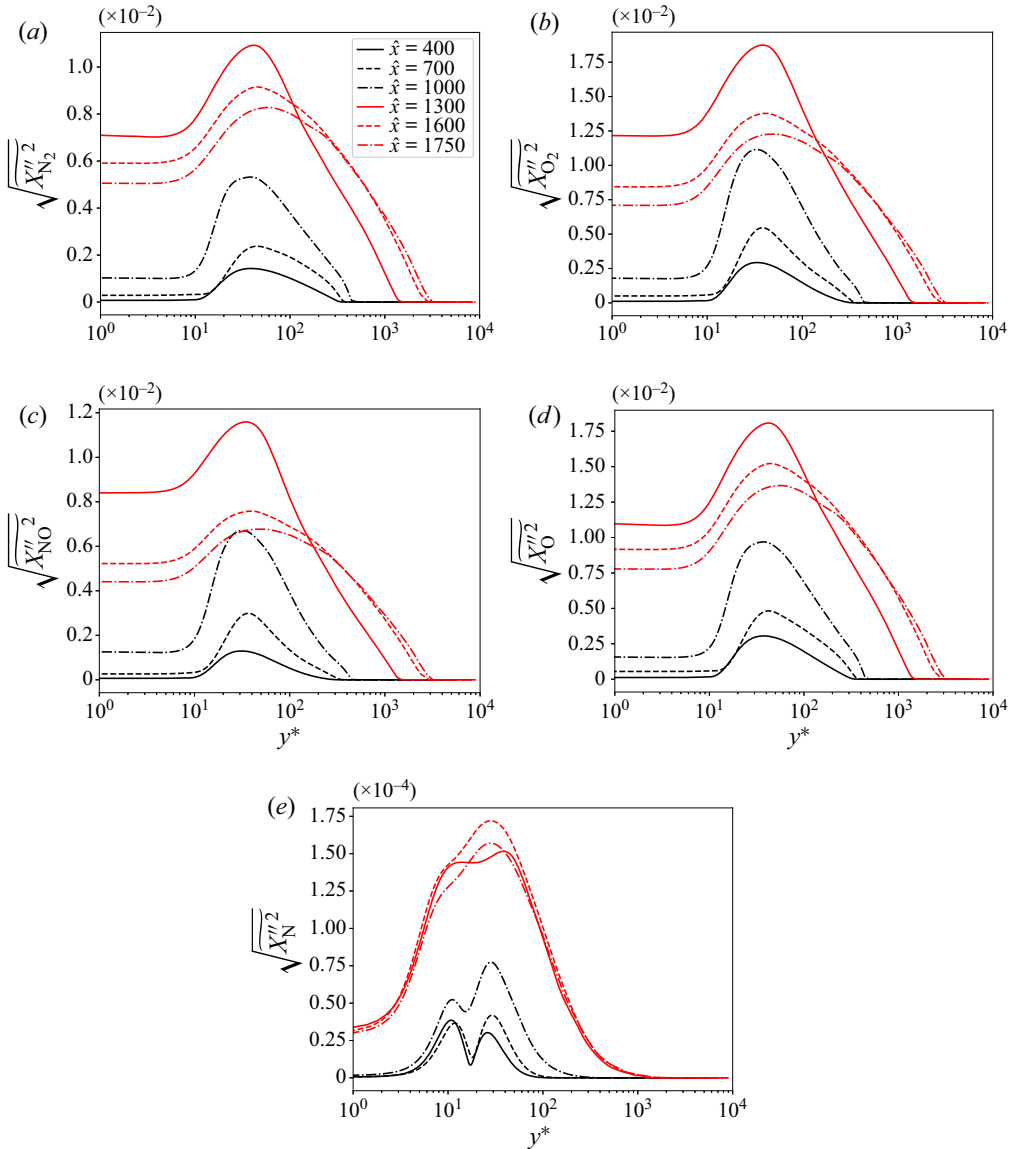 (×10⁻²)
(a)
1.0
0.8
0.6
0.4
0.2
0
10⁰ 10¹ 10² 10³ 10⁴
√X″N₂²
x̂ = 400
x̂ = 700
x̂ = 1000
x̂ = 1300
x̂ = 1600
x̂ = 1750
(×10⁻²)
(b)
1.75
1.50
1.25
1.00
0.75
0.50
0.25
0
10⁰ 10¹ 10² 10³ 10⁴
√X″O₂²
(×10⁻²)
(c)
1.2
1.0
0.8
0.6
0.4
0.2
0
10⁰ 10¹ 10² 10³ 10⁴
√X″NO²
y*
(×10⁻²)
(d)
1.75
1.50
1.25
1.00
0.75
0.50
0.25
0
10⁰ 10¹ 10² 10³ 10⁴
√X″O²
y*
(×10⁻⁴)
(e)
1.75
1.50
1.25
1.00
0.75
0.50
0.25
0
10⁰ 10¹ 10² 10³ 10⁴
√X″N²
y*